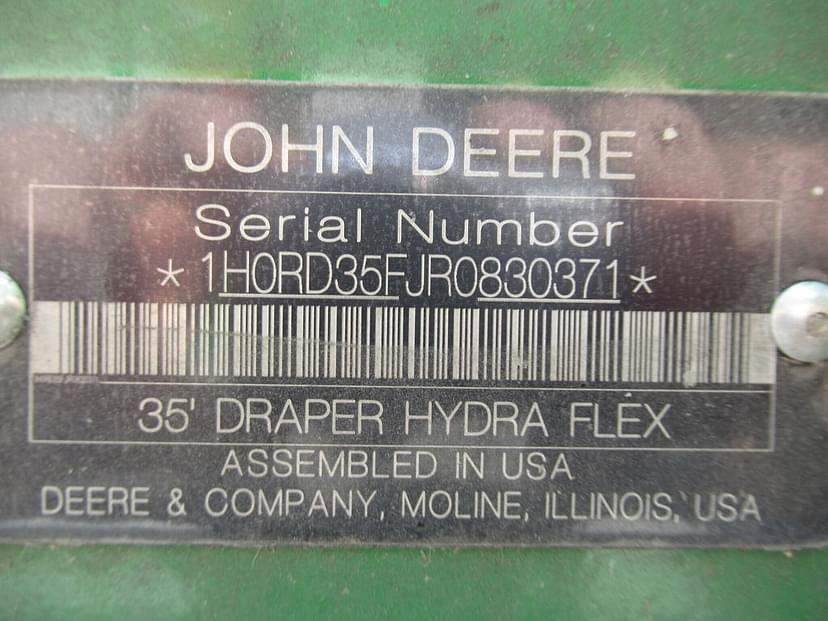 JOHN DEERE
Serial Number
*1H0RD35FJR0830371*
35' DRAPER HYDRA FLEX
ASSEMBLED IN USA
DEERE & COMPANY, MOLINE, ILLINOIS, USA